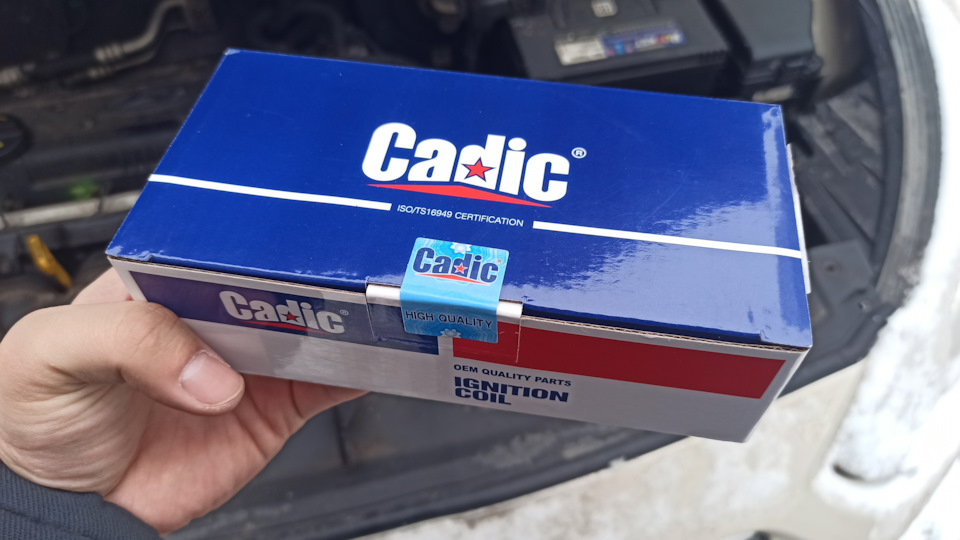 Cadic®
ISO/TS16949 CERTIFICATION
Cadic
HIGH QUALITY
Cadic®
OEM QUALITY PARTS
IGNITION
COIL